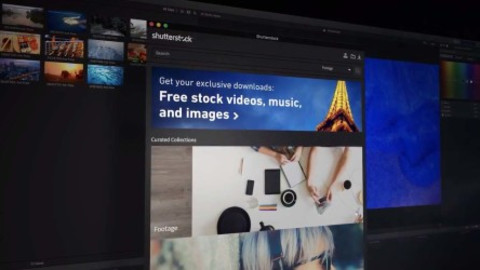 shutterstock
Shutterstock
Search
Footage
Get your exclusive downloads:
Free stock videos, music,
and images >
Curated Collections
Footage